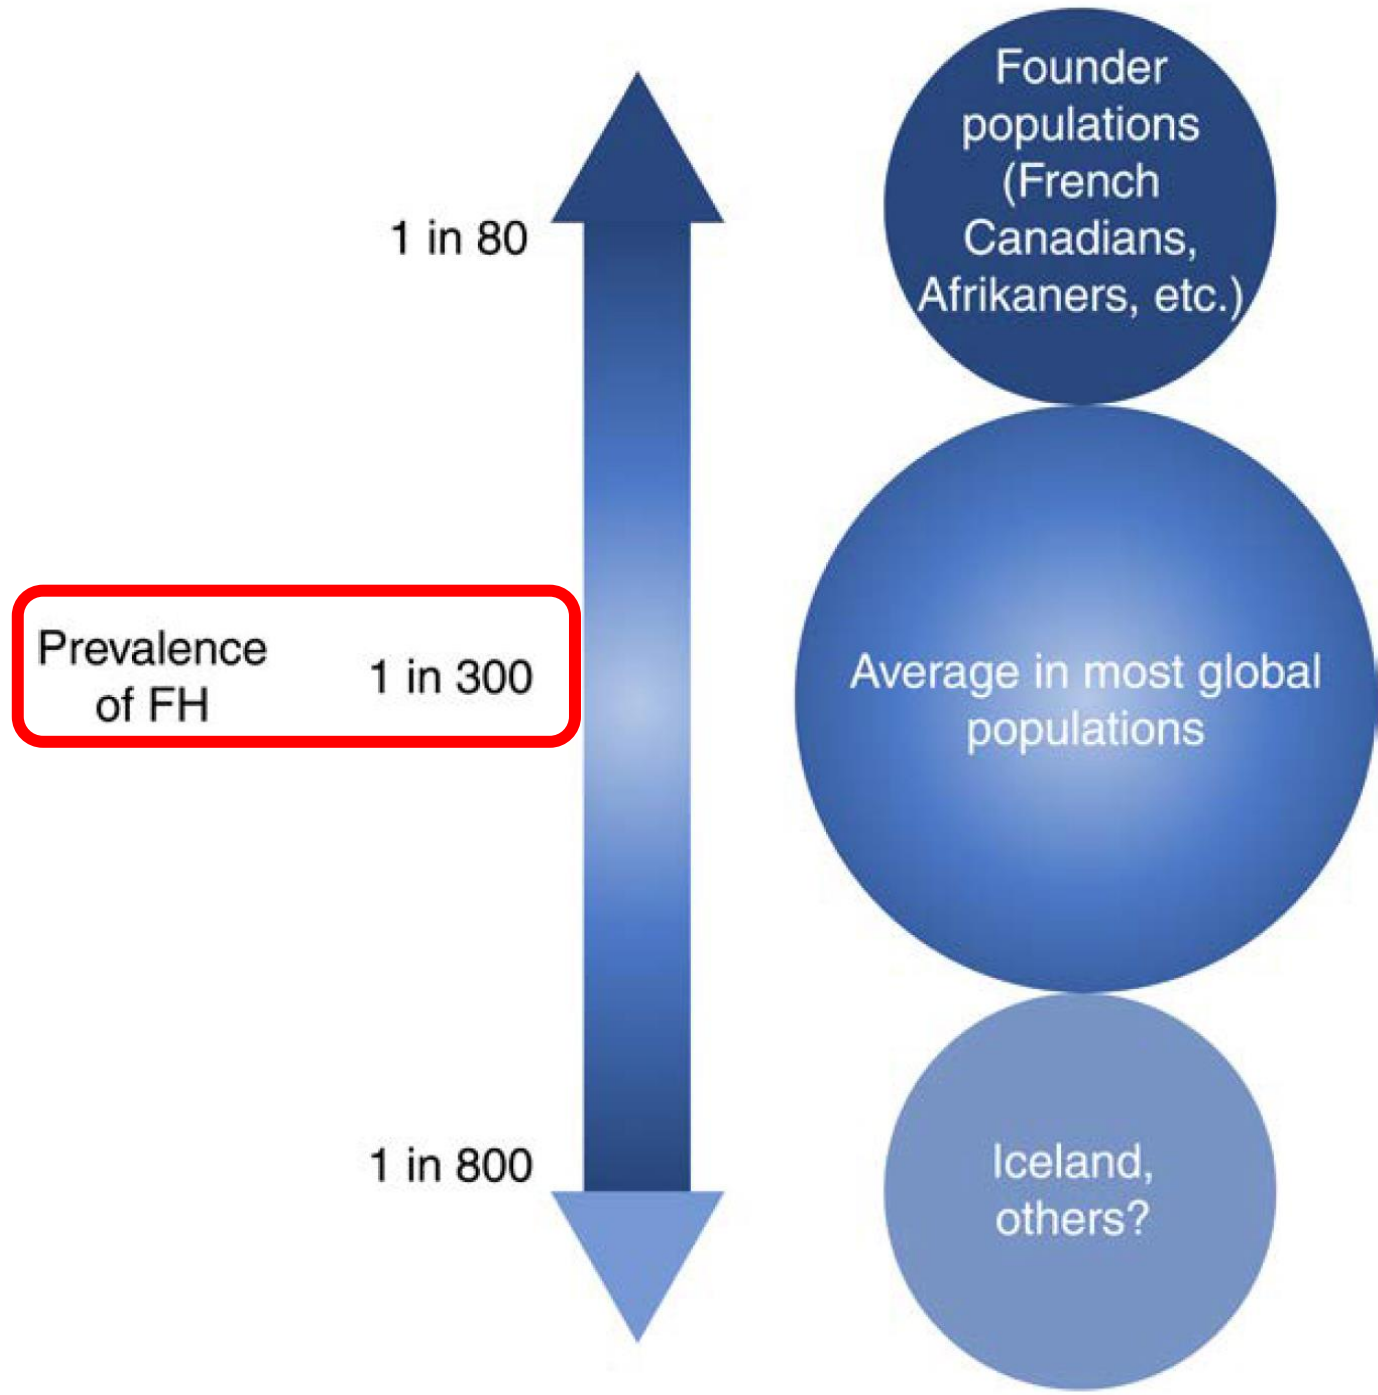 Founder
populations
(French
Canadians,
Afrikaners, etc.)
1 in 80
Prevalence
of FH
1 in 300
Average in most global
populations
1 in 800
Iceland,
others?